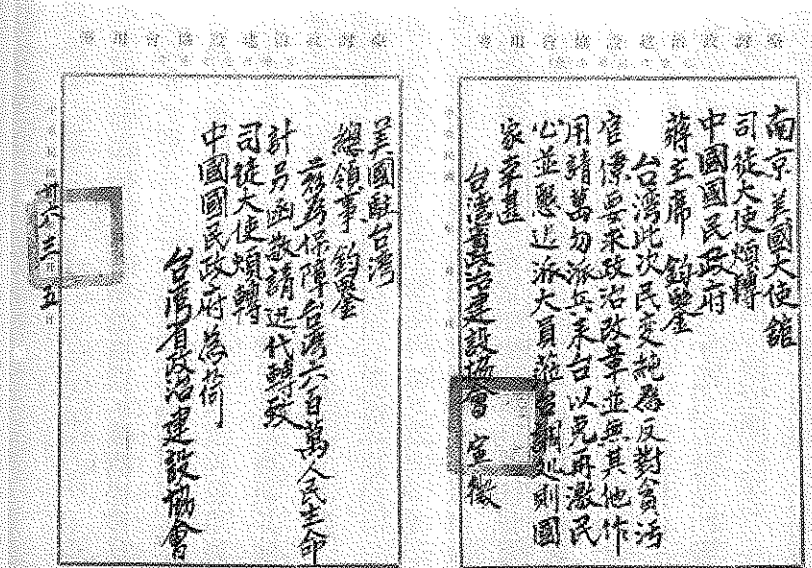 南京美國大使館
司徒大使煩轉
中國國民政府
蔣主席 鈞鑒
台灣此次民變純屬反對貪污
官僚要求政治改革並無其他作
用請萬勿派兵來台以免再激民
心並懇迅派大員蒞台調處則國
家幸甚
台灣省政治建設協會
美國駐台灣
總領事 鈞鑒
茲為保障台灣六百萬人民生命
計另函敬請迅代轉致
司徒大使煩轉
中國國民政府為荷
台灣省政治建設協會
卅六 三 五